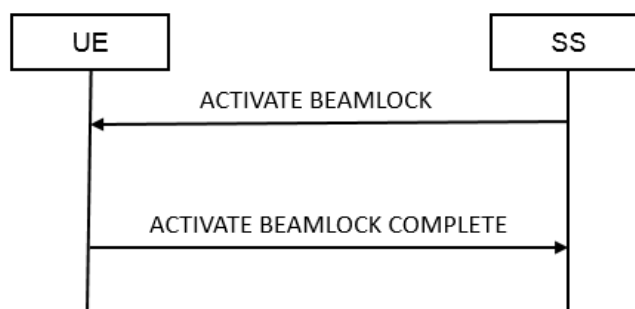 UE
SS
ACTIVATE BEAMLOCK
ACTIVATE BEAMLOCK COMPLETE